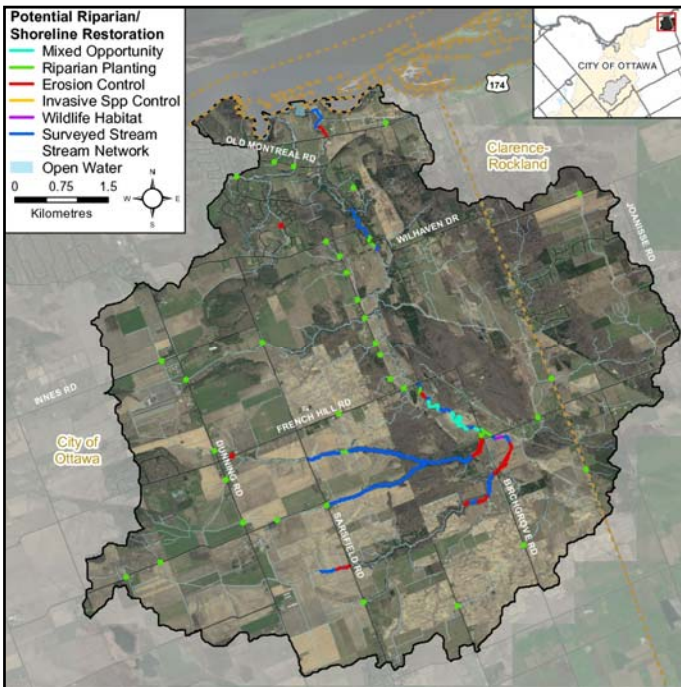 Potential Riparian/
Shoreline Restoration
Mixed Opportunity
Riparian Planting
Erosion Control
Invasive Spp Control
Wildlife Habitat
Surveyed Stream
Stream Network
Open Water
0 0.75 1.5
Kilometres
N
W E
S
CITY OF OTTAWA
174
OLD MONTREAL RD
Clarence-
Rockland
WILHAVEN DR
JOANISSE RD
INNES RD
FRENCH HILL RD
City of
Ottawa
DUNNING RD
SARSFIELD RD
BIRCHGROVE RD